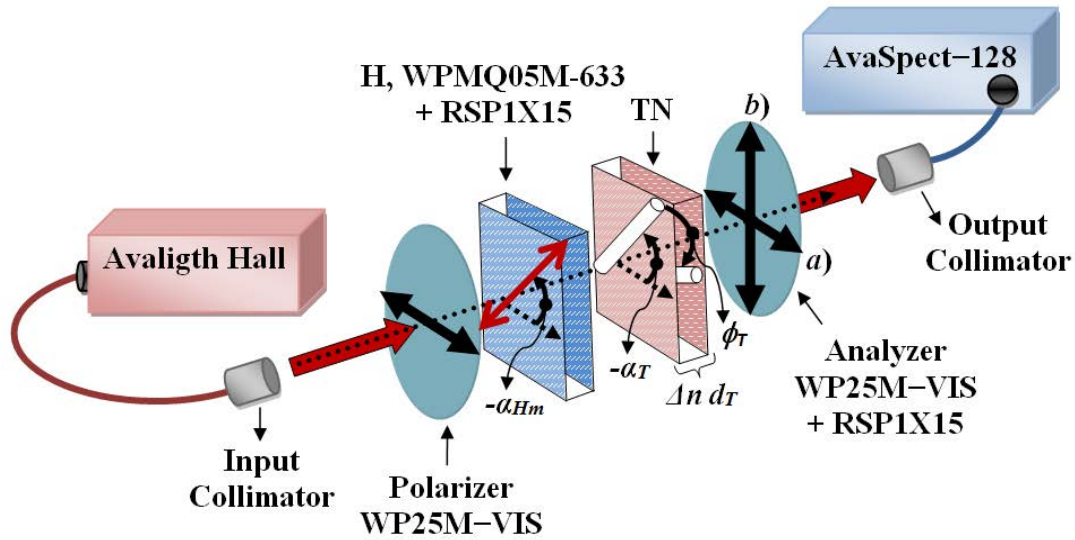 AvaSpect−128
H, WPMQ05M-633
+ RSP1X15
TN
b)
Avaligth Hall
a)
Output
Collimator
ϕT
-αT
-αHm
Δn dT
Analyzer
WP25M−VIS
+ RSP1X15
Input
Collimator
Polarizer
WP25M−VIS